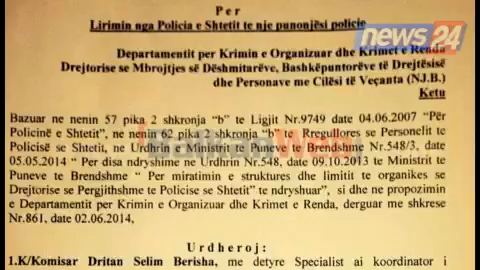 Per
Lirimin nga Policia e Shtetit te nje punonjësi policie
news24
Departamentit per Krimin e Organizuar dhe Krimet e Renda
Drejtorise se Mbrojtjes së Dëshmitarëve, Bashkëpuntorëve të Drejtësisë
dhe Personave me Cilësi të Veçanta (NJ.B.)
Ketu
Bazuar ne nenin 57 pika 2 shkronja “b” te Ligjit Nr.9749 date 04.06.2007 “Për
Policinë e Shtetit”, ne nenin 62 pika 1 shkronja “b” te Rregullores se Personelit te
Policisë se Shtetit, ne Urdhrin e Ministrit te Puneve te Brendshme Nr.548/3, date
05.05.2014 “ Per disa ndryshime ne Urdhrin Nr.548, date 09.10.2013 te Ministrit te
Puneve te Brendshme “ Per miratimin e struktures dhe limitit te organikes se
Drejtorise se Pergjithshme te Policise se Shtetit” te ndryshuar”, si dhe ne propozimin
e Departamentit per Krimin e Organizuar dhe Krimet e Renda, derguar me shkrese
Nr.861, date 02.06.2014,
Urdheroj:
1.K/Komisar Dritan Selim Berisha, me detyre Specialist ai koordinator i